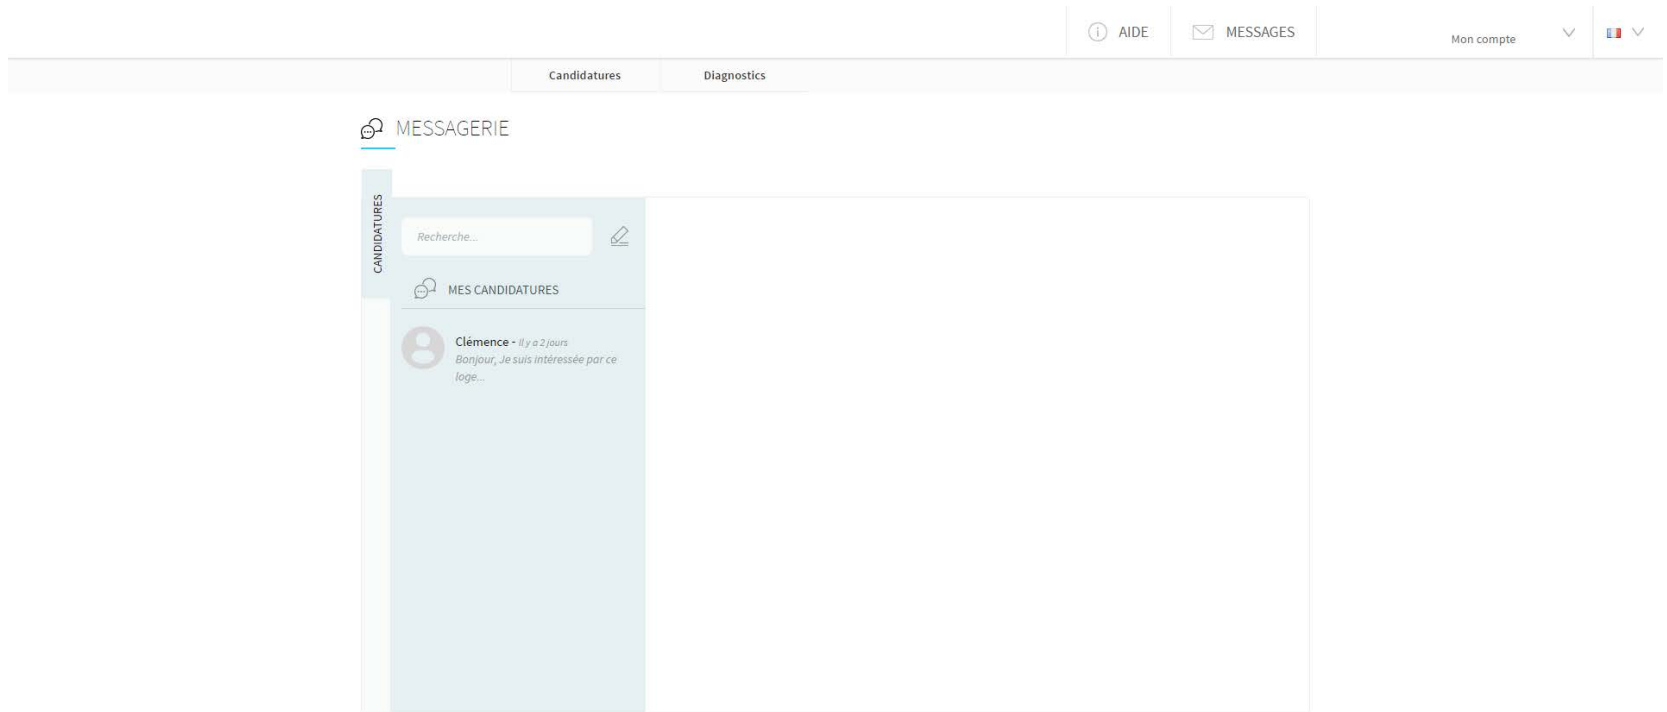 AIDE
MESSAGES
Mon compte
Candidatures
Diagnostics
MESSAGERIE
CANDIDATURES
Recherche...
MES CANDIDATURES
Clémence - Il y a 2 jours
Bonjour, Je suis intéressée par ce
loge...